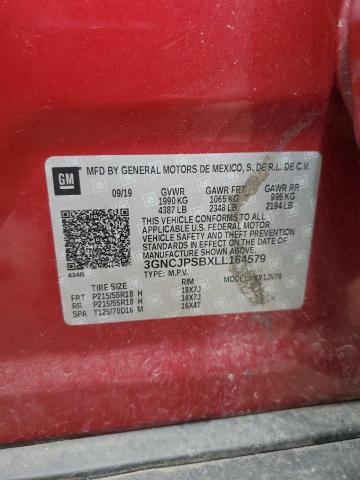 GM
MFD BY GENERAL MOTORS DE MEXICO, S. DE R.L. DE C.V.
09/19 GVWR GAWR FRT GAWR RR
1990 KG 1065 KG 995 KG
4387 LB 2348 LB 2194 LB
THIS VEHICLE CONFORMS TO ALL
APPLICABLE U.S. FEDERAL MOTOR
VEHICLE SAFETY AND THEFT
PREVENTION STANDARDS IN EFFECT
ON THE DATE OF MANUFACTURE
SHOWN ABOVE.
434B
3GNCJPSBXLL164579
TYPE: M.P.V.
TIRE SIZE RIM
FRT P215/55R18 H 18X7J
RR P215/55R18 H 18X7J
SPA T125/70D16 M 16X4T